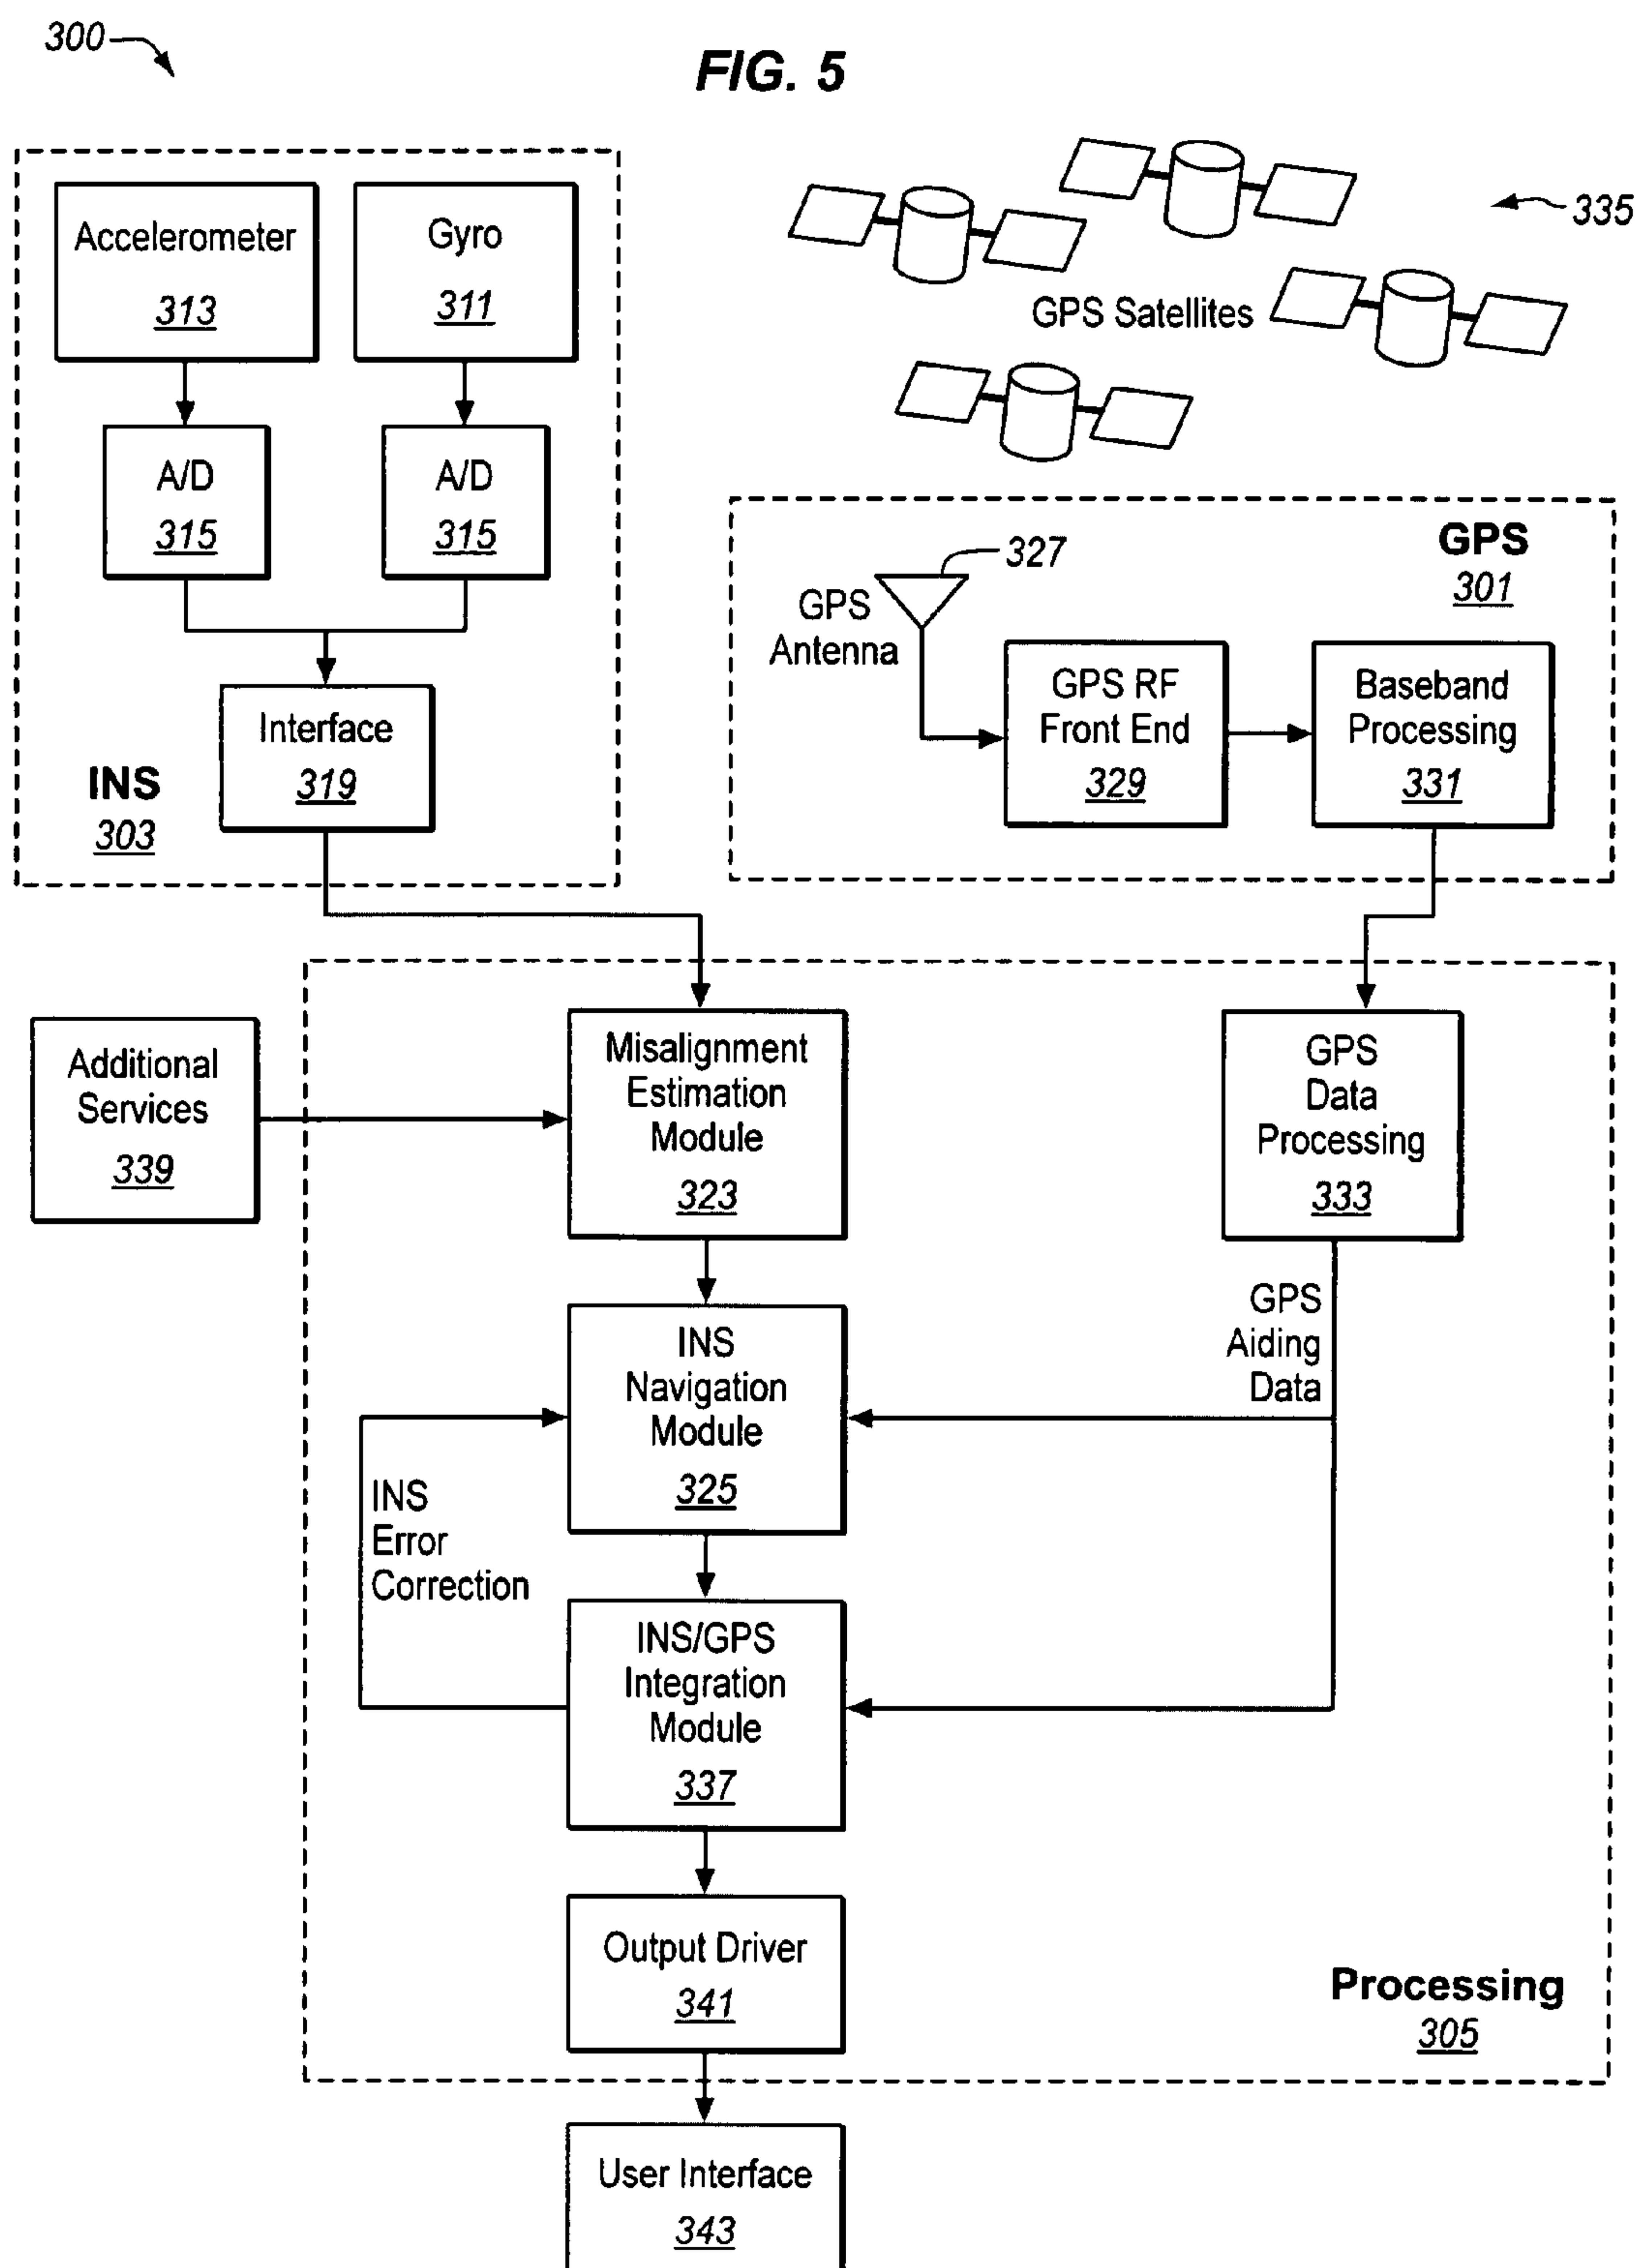 300
FIG. 5
Accelerometer
313
Gyro
311
335
GPS Satellites
A/D
315
A/D
315
GPS
301
327
GPS
Antenna
GPS RF
Front End
329
Baseband
Processing
331
Interface
319
INS
303
Additional
Services
339
Misalignment
Estimation
Module
323
GPS
Data
Processing
333
GPS
Aiding
Data
INS
Navigation
Module
325
INS
Error
Correction
INS/GPS
Integration
Module
337
Output Driver
341
Processing
305
User Interface
343